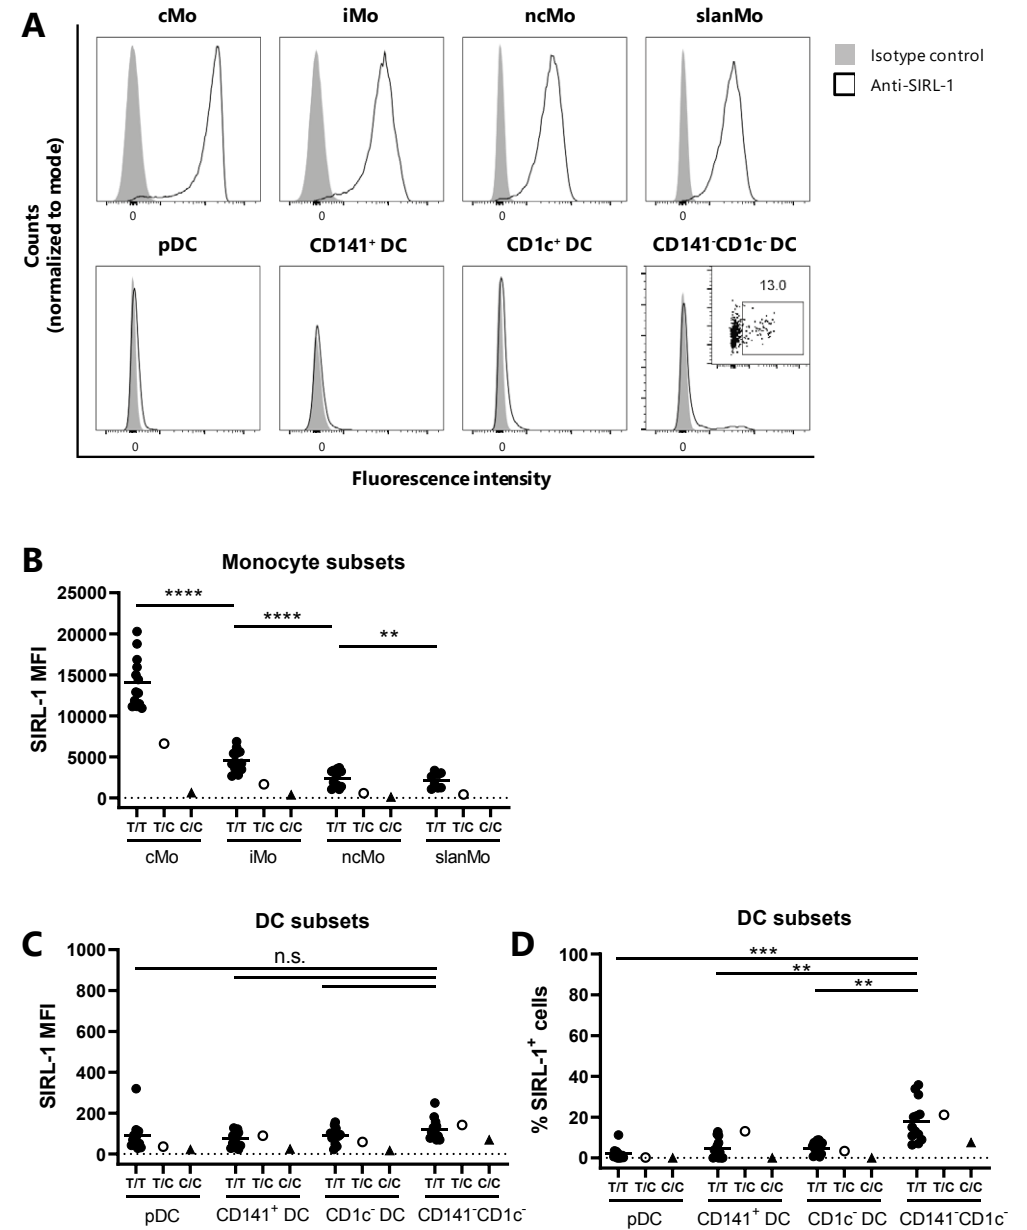 A
cMo
iMo
ncMo
slanMo
Isotype control
Anti-SIRL-1
0
0
0
0
Counts
(normalized to mode)
pDC
CD141⁺ DC
CD1c⁺ DC
CD141⁻CD1c⁻ DC
13.0
0
0
0
0
Fluorescence intensity
B
Monocyte subsets
SIRL-1 MFI
25000
20000
15000
10000
5000
0
****
****
**
T/T T/C C/C
T/T T/C C/C
T/T T/C C/C
T/T T/C C/C
cMo
iMo
ncMo
slanMo
C
DC subsets
SIRL-1 MFI
1000
800
600
400
200
0
n.s.
T/T T/C C/C
T/T T/C C/C
T/T T/C C/C
T/T T/C C/C
pDC
CD141⁺ DC
CD1c⁻ DC
CD141⁻CD1c⁻
D
DC subsets
% SIRL-1⁺ cells
100
80
60
40
20
0
***
**
**
T/T T/C C/C
T/T T/C C/C
T/T T/C C/C
T/T T/C C/C
pDC
CD141⁺ DC
CD1c⁻ DC
CD141⁻CD1c⁻